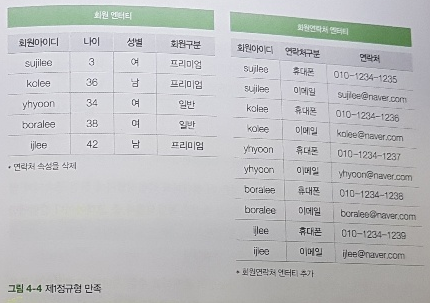 회원 엔터티
회원아이디 나이 성별 회원구분
sujilee 3 여 프리미엄
kolee 36 남 프리미엄
yhyoon 34 여 일반
boralee 38 여 일반
ijlee 42 남 프리미엄
• 연락처 속성을 삭제
회원연락처 엔터티
회원아이디 연락처구분 연락처
sujilee 휴대폰 010-1234-1235
sujilee 이메일 sujilee@naver.com
kolee 휴대폰 010-1234-1236
kolee 이메일 kolee@naver.com
yhyoon 휴대폰 010-1234-1237
yhyoon 이메일 yhyoon@naver.com
boralee 휴대폰 010-1234-1238
boralee 이메일 boralee@naver.com
ijlee 휴대폰 010-1234-1239
ijlee 이메일 ijlee@naver.com
• 회원연락처 엔터티 추가
그림 4-4 제1정규형 만족